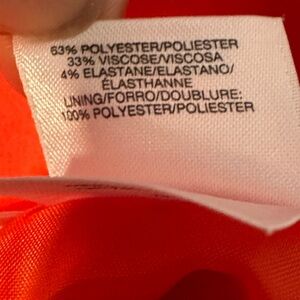 63% POLYESTER/POLIESTER
33% VISCOSE/VISCOSA
4% ELASTANE/ELASTANO/
ÉLASTHANNE
LINING/FORRO/DOUBLURE:
100% POLYESTER/POLIESTER